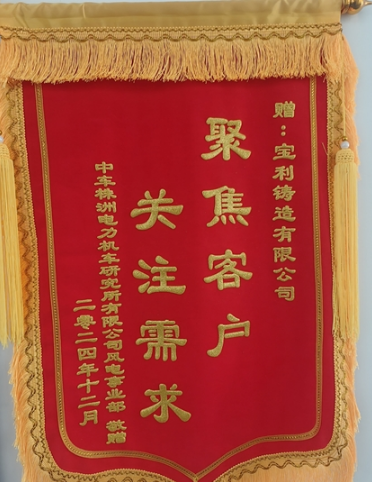 赠：宝利铸造有限公司
聚焦客户
关注需求
中车株洲电力机车研究所有限公司风电事业部 敬赠
二零二四年十二月